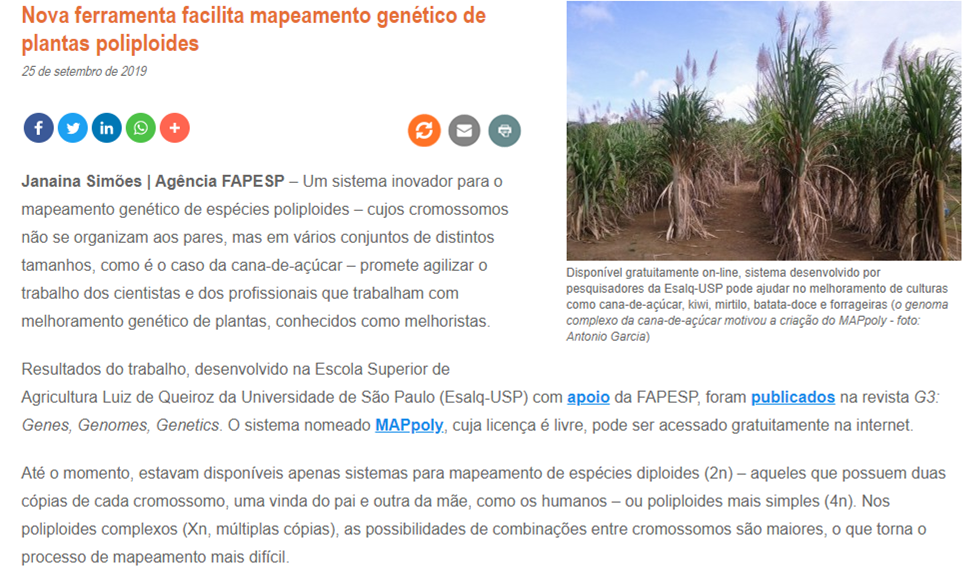 Nova ferramenta facilita mapeamento genético de
plantas poliploides
25 de setembro de 2019
Janaina Simões | Agência FAPESP – Um sistema inovador para o
mapeamento genético de espécies poliploides – cujos cromossomos
não se organizam aos pares, mas em vários conjuntos de distintos
tamanhos, como é o caso da cana-de-açúcar – promete agilizar o
trabalho dos cientistas e dos profissionais que trabalham com
melhoramento genético de plantas, conhecidos como melhoristas.
Disponível gratuitamente on-line, sistema desenvolvido por
pesquisadores da Esalq-USP pode ajudar no melhoramento de culturas
como cana-de-açúcar, kiwi, mirtilo, batata-doce e forrageiras (o genoma
complexo da cana-de-açúcar motivou a criação do MAPpoly - foto:
Antonio Garcia)
Resultados do trabalho, desenvolvido na Escola Superior de
Agricultura Luiz de Queiroz da Universidade de São Paulo (Esalq-USP) com apoio da FAPESP, foram publicados na revista G3:
Genes, Genomes, Genetics. O sistema nomeado MAPpoly, cuja licença é livre, pode ser acessado gratuitamente na internet.
Até o momento, estavam disponíveis apenas sistemas para mapeamento de espécies diploides (2n) – aqueles que possuem duas
cópias de cada cromossomo, uma vinda do pai e outra da mãe, como os humanos – ou poliploides mais simples (4n). Nos
poliploides complexos (Xn, múltiplas cópias), as possibilidades de combinações entre cromossomos são maiores, o que torna o
processo de mapeamento mais difícil.